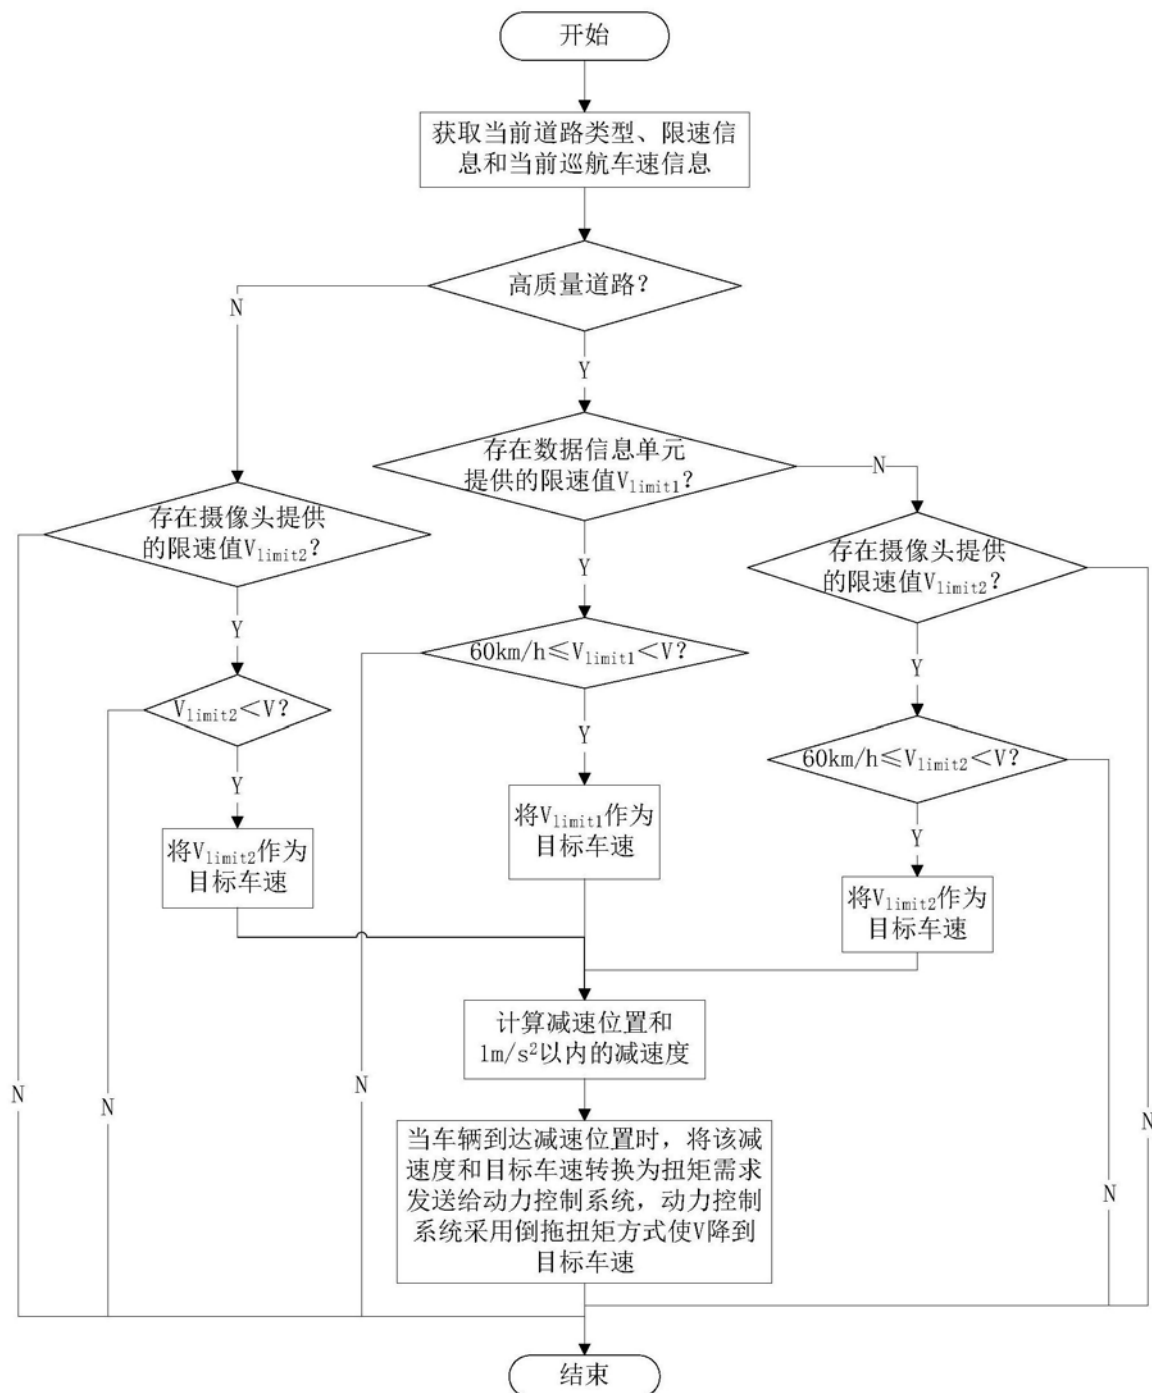 开始
获取当前道路类型、限速信
息和当前巡航车速信息
高质量道路？
N
Y
存在数据信息单元
提供的限速值Vlimit1？
N
存在摄像头提供
的限速值Vlimit2？
存在摄像头提供
的限速值Vlimit2？
Y
Y
60km/h≤Vlimit1＜V？
Y
Vlimit2＜V？
Y
60km/h≤Vlimit2＜V？
Y
将Vlimit1作为
目标车速
将Vlimit2作为
目标车速
Y
将Vlimit2作为
目标车速
计算减速位置和
1m/s²以内的减速度
N
N
N
N
N
当车辆到达减速位置时，将该减
速度和目标车速转换为扭矩需求
发送给动力控制系统，动力控制
系统采用倒拖扭矩方式使V降到
目标车速
结束